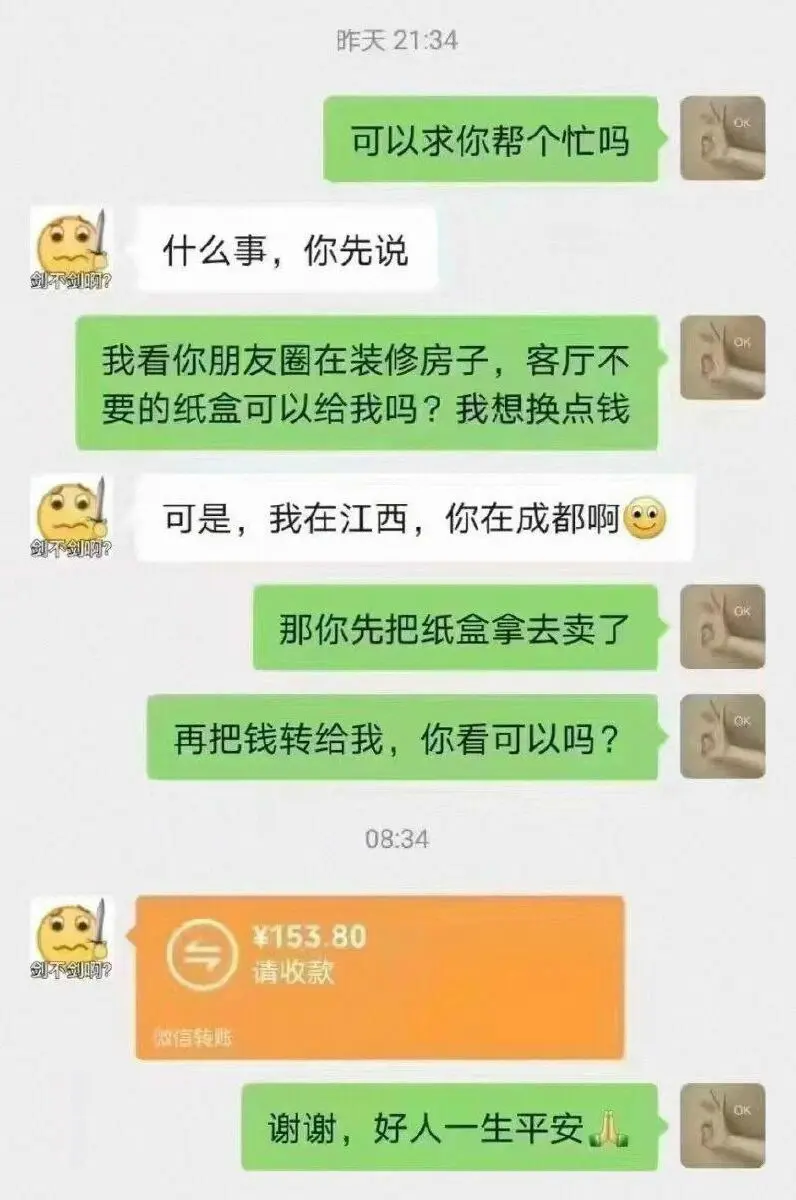 昨天 21:34
可以求你帮个忙吗
OK
什么事，你先说
剑不剑啊?
我看你朋友圈在装修房子，客厅不
要的纸盒可以给我吗？我想换点钱
OK
可是，我在江西，你在成都啊
剑不剑啊?
那你先把纸盒拿去卖了
OK
再把钱转给我，你看可以吗？
OK
08:34
¥153.80
请收款
微信转账
剑不剑啊?
谢谢，好人一生平安
OK